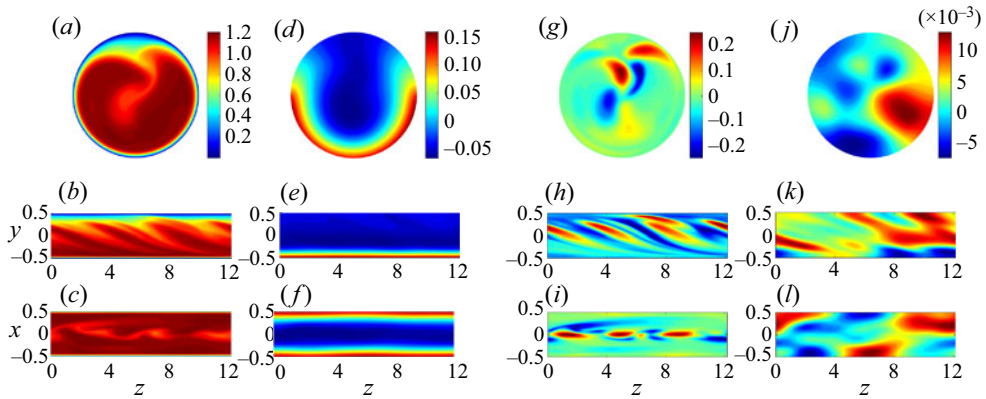 (a) (d) (g) (j) (×10⁻³)
1.2 1.0 0.8 0.6 0.4 0.2
0.15 0.10 0.05 0 –0.05
0.2 0.1 0 –0.1 –0.2
10 5 0 –5
(b) (e) (h) (k)
0.5 y 0 –0.5 0 4 8 12
0.5 0 –0.5 0 4 8 12
0.5 0 –0.5 0 4 8 12
0.5 0 –0.5 0 4 8 12
(c) (f) (i) (l)
0.5 x 0 –0.5 0 4 8 12
0.5 0 –0.5 0 4 8 12
0.5 0 –0.5 0 4 8 12
0.5 0 –0.5 0 4 8 12
z z z z